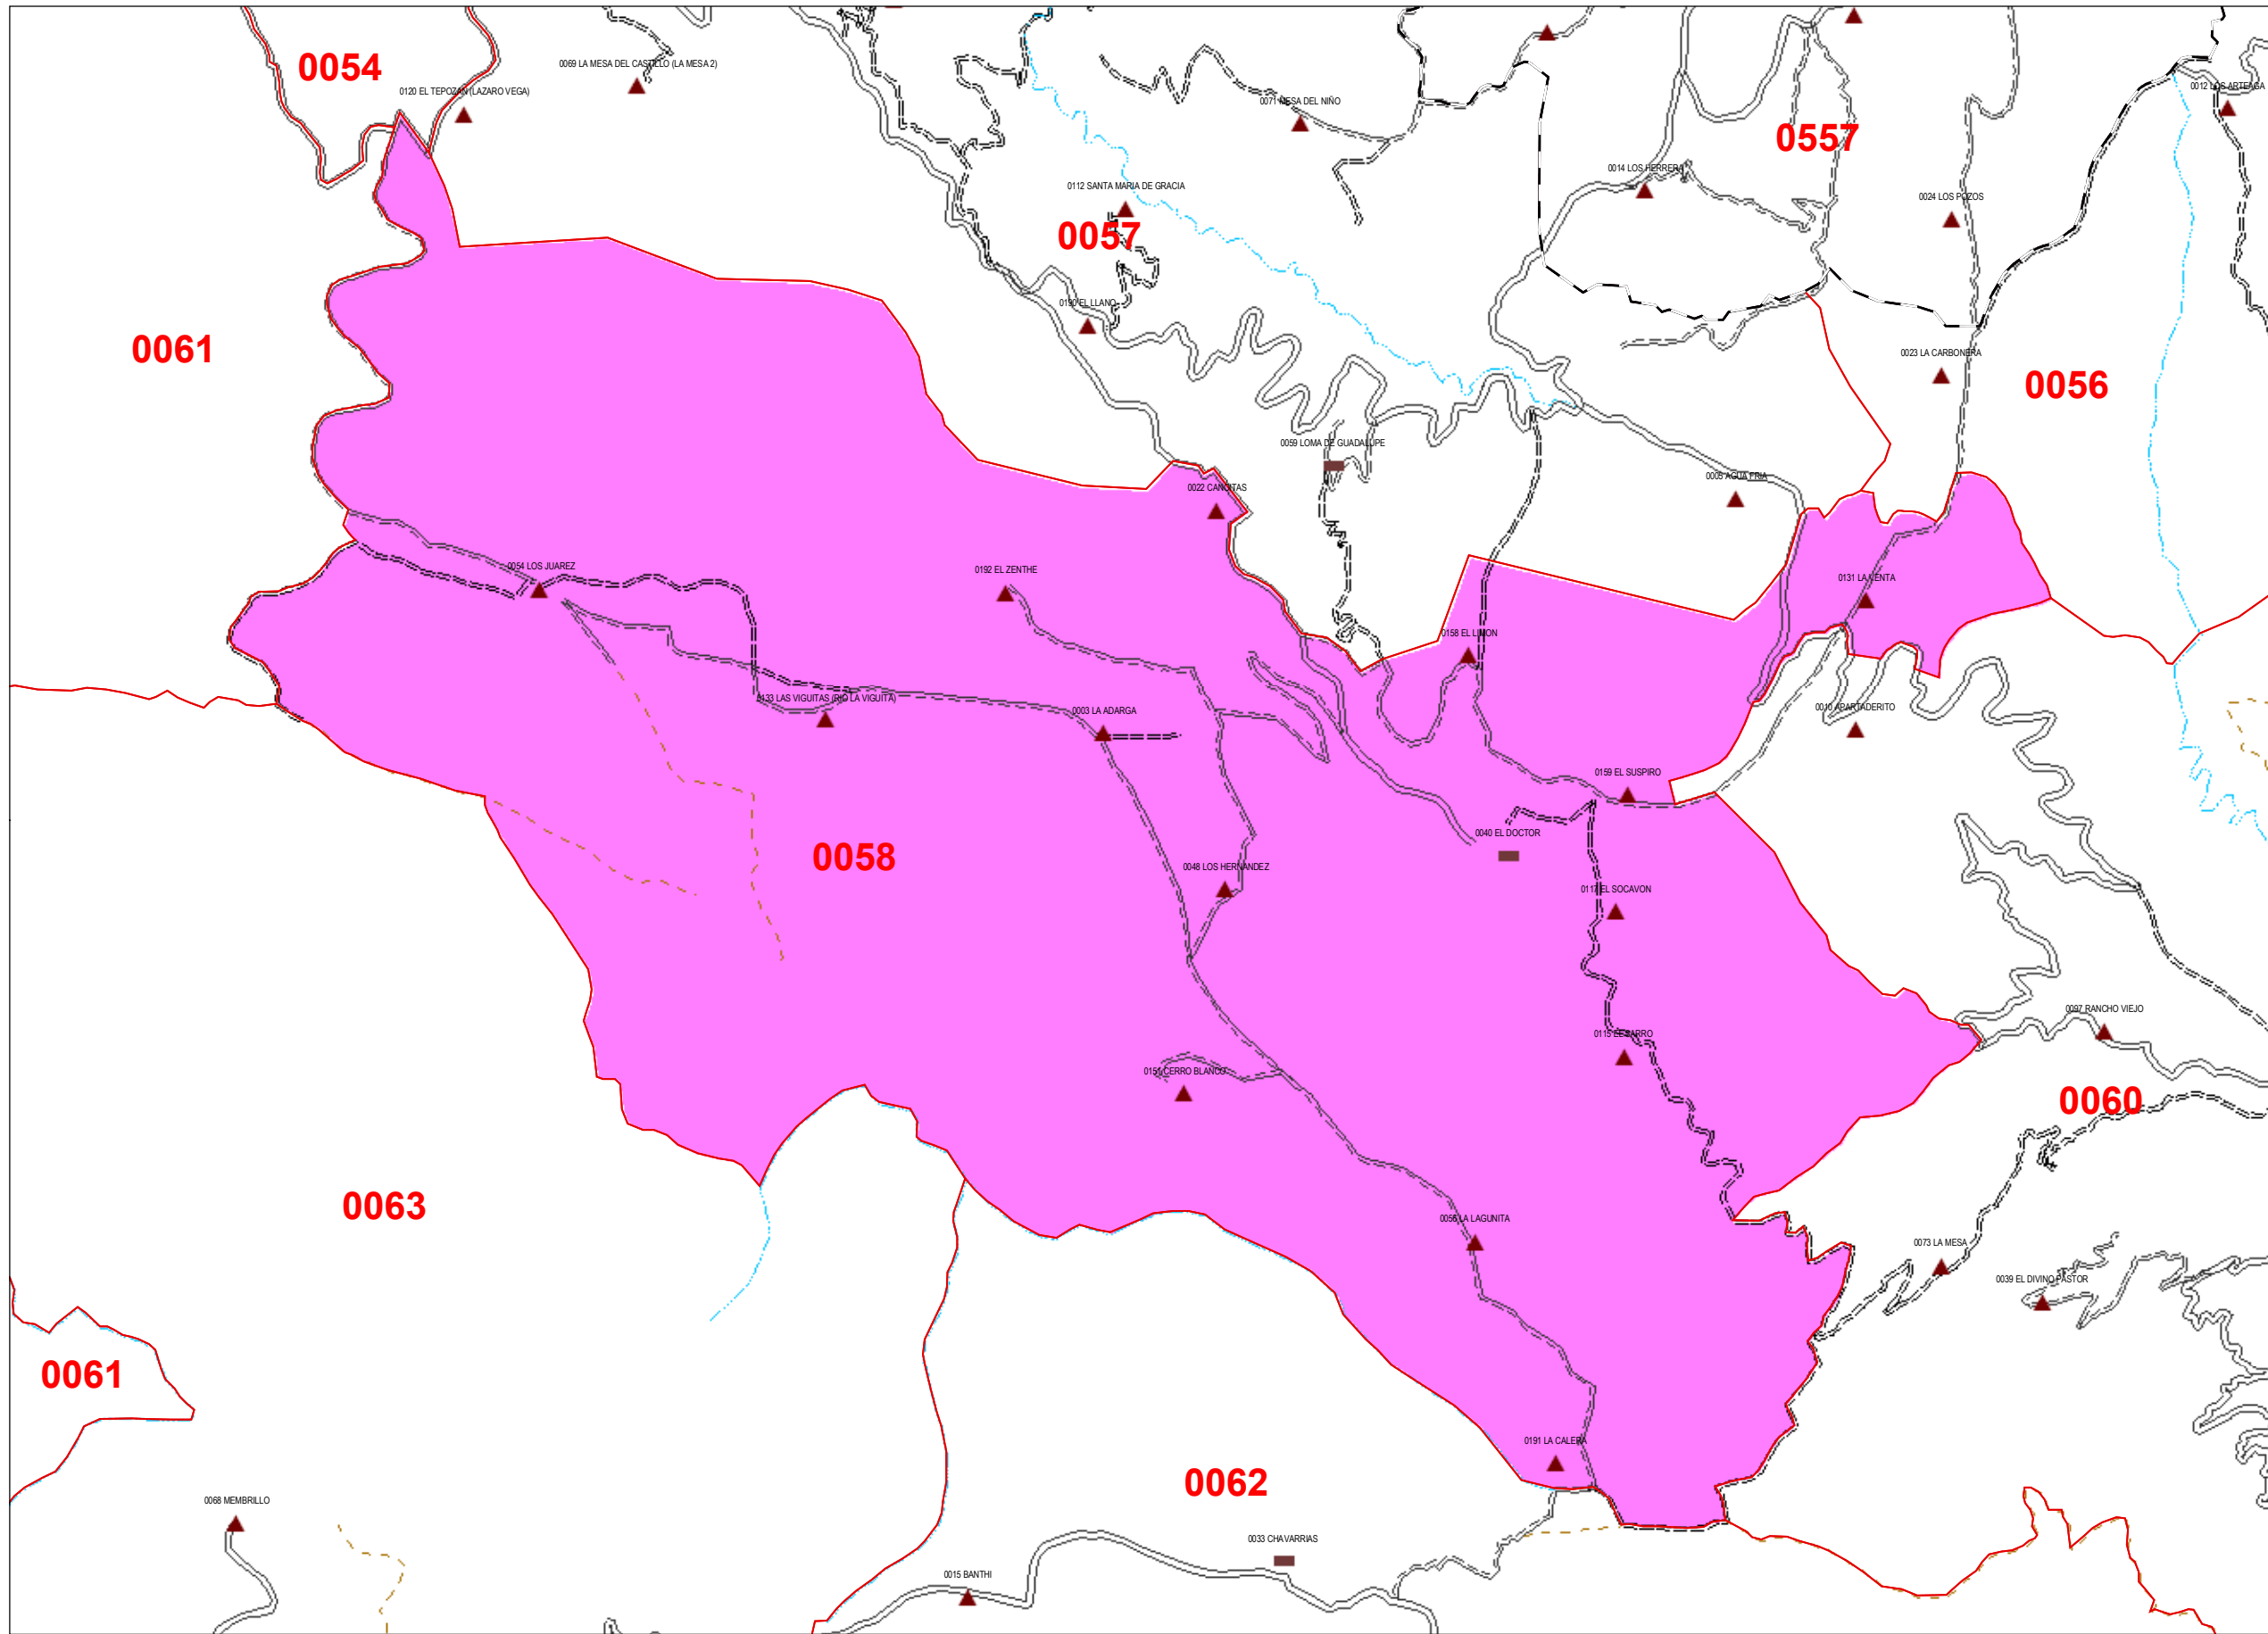 0054
0069 LA MESA DEL CASTILLO (LA MESA 2)
0120 EL TEPOZAN (LAZARO VEGA)
0071 MESA DEL NIÑO
0012 LOS ARTEAGA
0557
0014 LOS HERRERA
0112 SANTA MARIA DE GRACIA
0024 LOS POZOS
0057
0190 EL LLANO
0061
0023 LA CARBONERA
0056
0059 LOMA DE GUADALUPE
0005 AGUA FRIA
0022 CAÑOITAS
0054 LOS JUAREZ
0192 EL ZENTHE
0131 LA VENTA
0158 EL LIMON
0133 LAS VIGUITAS (RIO LA VIGUITA)
0003 LA ADARGA
0010 APARTADERITO
0159 EL SUSPIRO
0040 EL DOCTOR
0058
0048 LOS HERNANDEZ
0117 EL SOCAVON
0097 RANCHO VIEJO
0115 EL SARRO
0151 CERRO BLANCO
0060
0063
0056 LA LAGUNITA
0073 LA MESA
0039 EL DIVINO PASTOR
0061
0191 LA CALERA
0062
0068 MEMBRILLO
0033 CHAVARRIAS
0015 BANTHI